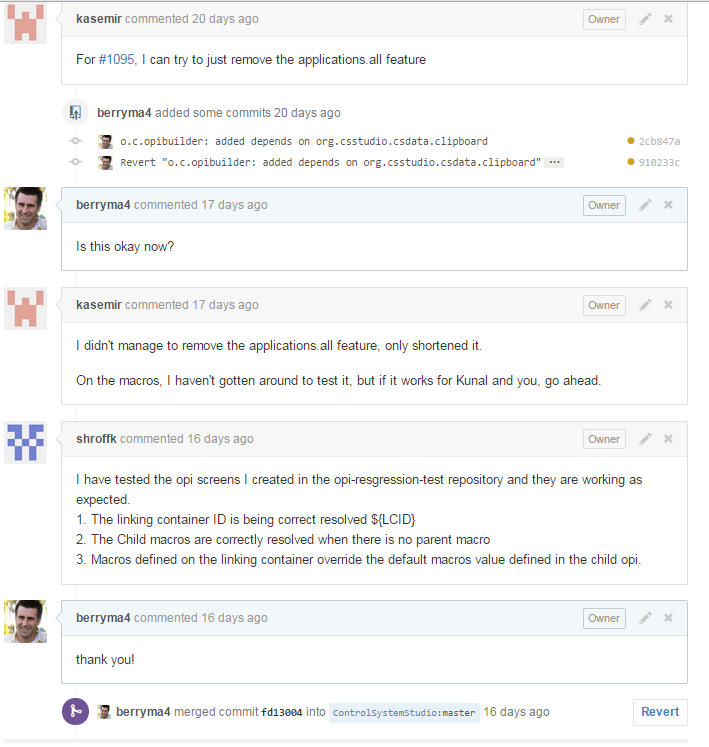 kasemir commented 20 days ago Owner
For #1095, I can try to just remove the applications.all feature
berryma4 added some commits 20 days ago
o.c.opibuilder: added depends on org.csstudio.csdata.clipboard 2cb847a
Revert "o.c.opibuilder: added depends on org.csstudio.csdata.clipboard" ... 910233c
berryma4 commented 17 days ago Owner
Is this okay now?
kasemir commented 17 days ago Owner
I didn't manage to remove the applications.all feature, only shortened it.
On the macros, I haven't gotten around to test it, but if it works for Kunal and you, go ahead.
shroffk commented 16 days ago Owner
I have tested the opi screens I created in the opi-resgression-test repository and they are working as
expected.
1. The linking container ID is being correct resolved ${LCID}
2. The Child macros are correctly resolved when there is no parent macro
3. Macros defined on the linking container override the default macros value defined in the child opi.
berryma4 commented 16 days ago Owner
thank you!
berryma4 merged commit fd13004 into ControlSystemStudio:master 16 days ago Revert